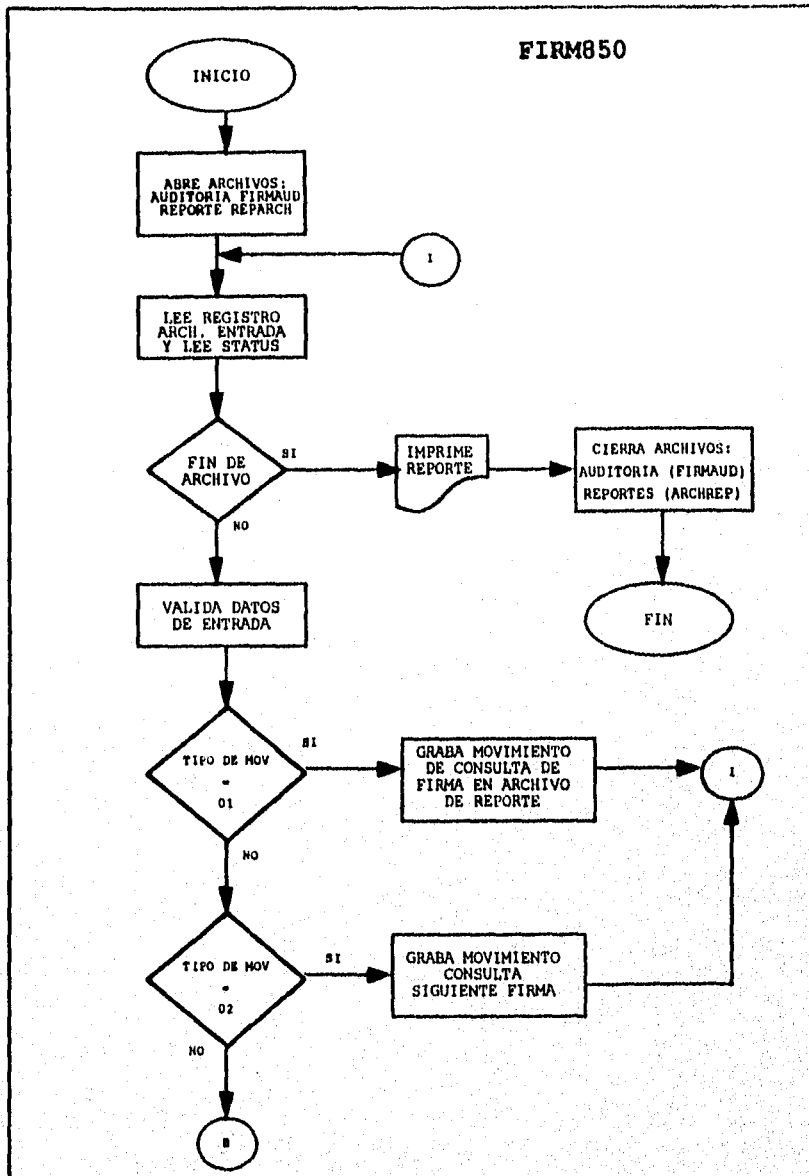 FIRM850
INICIO
ABRE ARCHIVOS:
AUDITORIA FIRMAUD
REPORTE REPARCH
I
LEE REGISTRO
ARCH. ENTRADA
Y LEE STATUS
FIN DE
ARCHIVO
SI
IMPRIME
REPORTE
CIERRA ARCHIVOS:
AUDITORIA (FIRMAUD)
REPORTES (ARCHREP)
NO
FIN
VALIDA DATOS
DE ENTRADA
TIPO DE MOV
=
01
SI
GRABA MOVIMIENTO
DE CONSULTA DE
FIRMA EN ARCHIVO
DE REPORTE
I
NO
TIPO DE MOV
=
02
SI
GRABA MOVIMIENTO
CONSULTA
SIGUIENTE FIRMA
NO